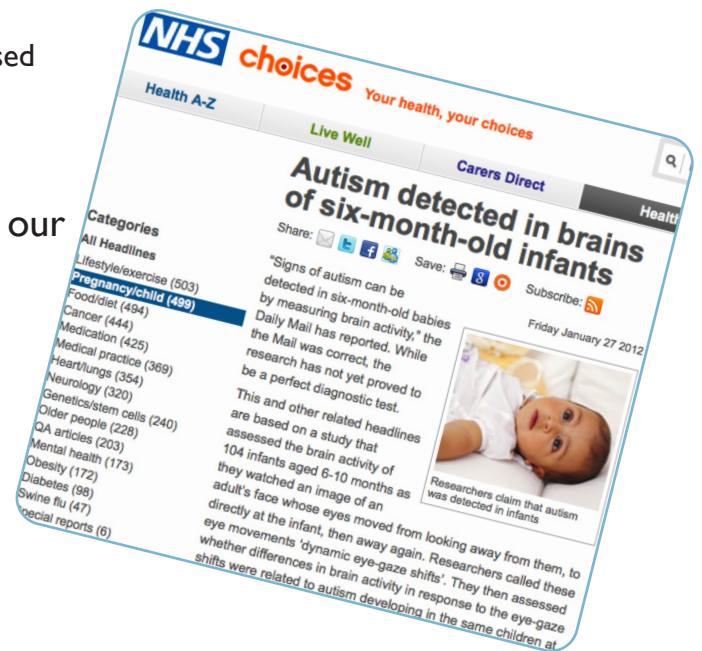 sed
our
NHS choices Your health, your choices
Health A-Z Live Well Carers Direct Health
Autism detected in brains
of six-month-old infants
Share: Save: Subscribe:
Friday January 27 2012
Categories
All Headlines
Lifestyle/exercise (503)
Pregnancy/child (499)
Food/diet (494)
Cancer (444)
Medication (425)
Medical practice (369)
Heart/lungs (354)
Neurology (320)
Genetics/stem cells (240)
Older people (228)
QA articles (203)
Mental health (173)
Obesity (172)
Diabetes (98)
Swine flu (47)
pecial reports (6)
"Signs of autism can be
detected in six-month-old babies
by measuring brain activity," the
Daily Mail has reported. While
the Mail was correct, the
research has not yet proved to
be a perfect diagnostic test.
This and other related headlines
are based on a study that
assessed the brain activity of
104 infants aged 6-10 months as
they watched an image of an
adult's face whose eyes moved from looking away from them, to
directly at the infant, then away again. Researchers called these
eye movements 'dynamic eye-gaze shifts'. They then assessed
whether differences in brain activity in response to the eye-gaze
shifts were related to autism developing in the same children at
Researchers claim that autism
was detected in infants